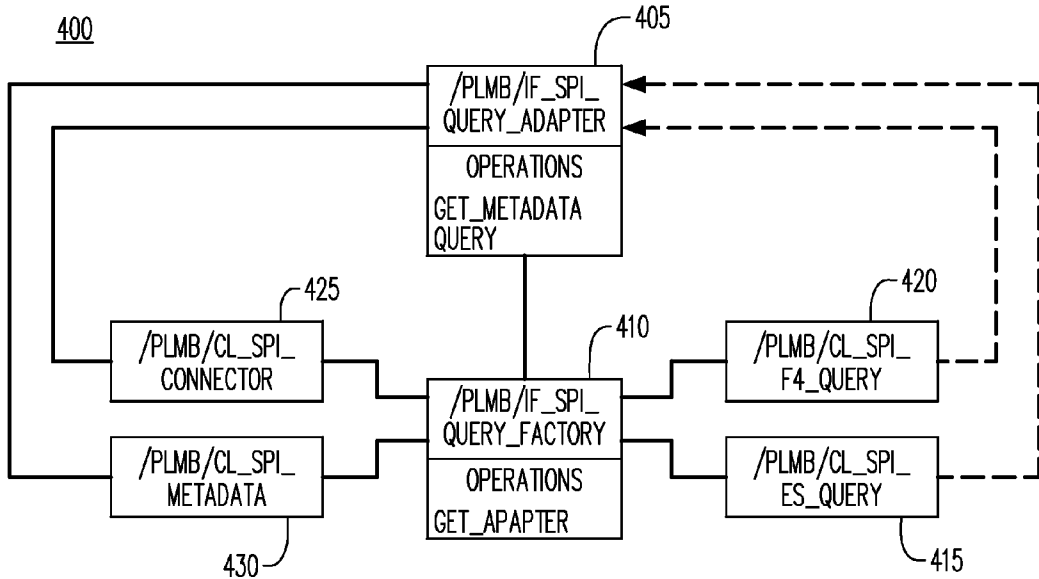 400
405
/PLMB/IF_SPI_
QUERY_ADAPTER
OPERATIONS
GET_METADATA
QUERY
425
/PLMB/CL_SPI_
CONNECTOR
410
/PLMB/IF_SPI_
QUERY_FACTORY
OPERATIONS
GET_APAPTER
420
/PLMB/CL_SPI_
F4_QUERY
/PLMB/CL_SPI_
METADATA
430
/PLMB/CL_SPI_
ES_QUERY
415